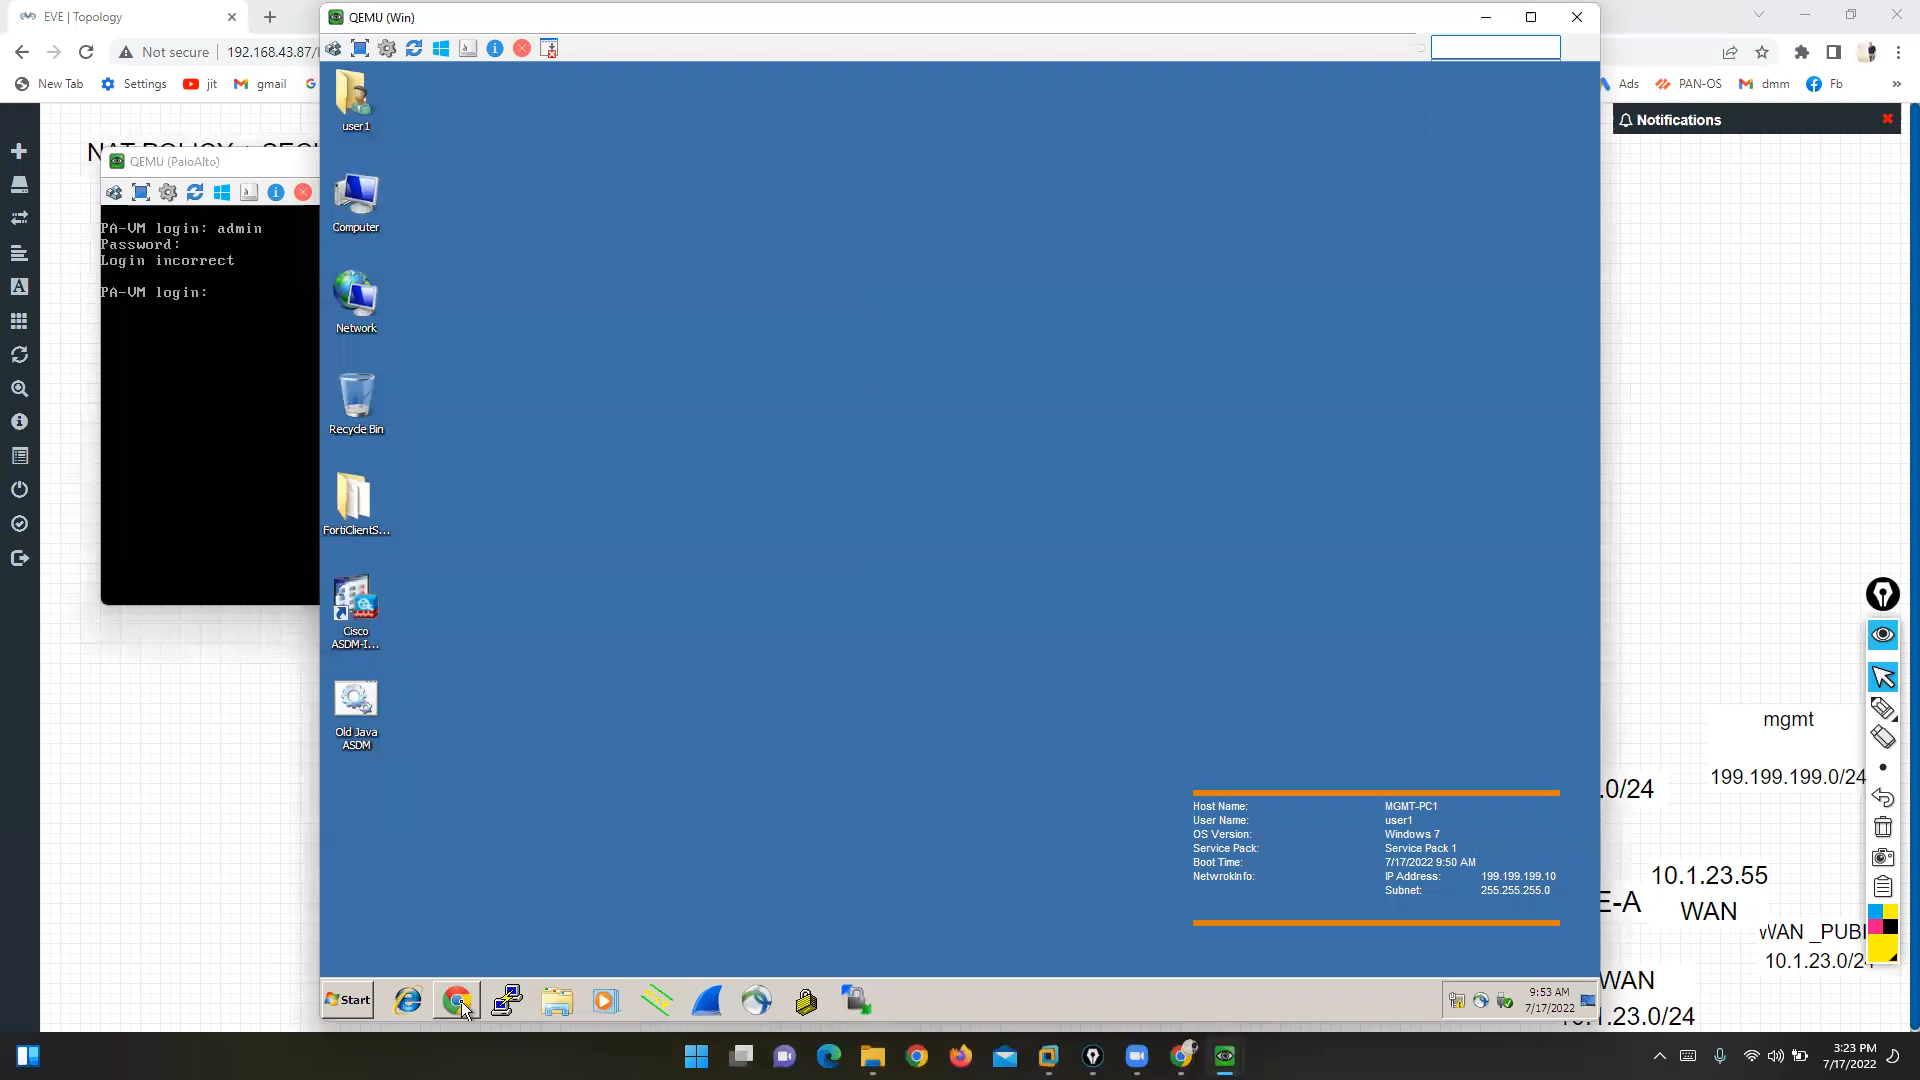 EVE | Topology
QEMU (Win)
Not secure
192.168.43.87/
New Tab
Settings
jit
gmail
Ads
PAN-OS
dmm
Fb
»
Notifications
QEMU (PaloAlto)
PA-VM login: admin
Password:
Login incorrect
PA-VM login:
user1
Computer
Network
Recycle Bin
FortiClientS...
Cisco
ASDM-I...
Old Java
ASDM
mgmt
199.199.199.0/24
.0/24
Host Name: MGMT-PC1
User Name: user1
OS Version: Windows 7
Service Pack: Service Pack 1
Boot Time: 7/17/2022 9:50 AM
NetwrokInfo: IP Address: 199.199.199.10
Subnet: 255.255.255.0
10.1.23.55
E-A
WAN
WAN _PUB
10.1.23.0/24
WAN
10.1.23.0/24
Start
9:53 AM
7/17/2022
3:23 PM
7/17/2022